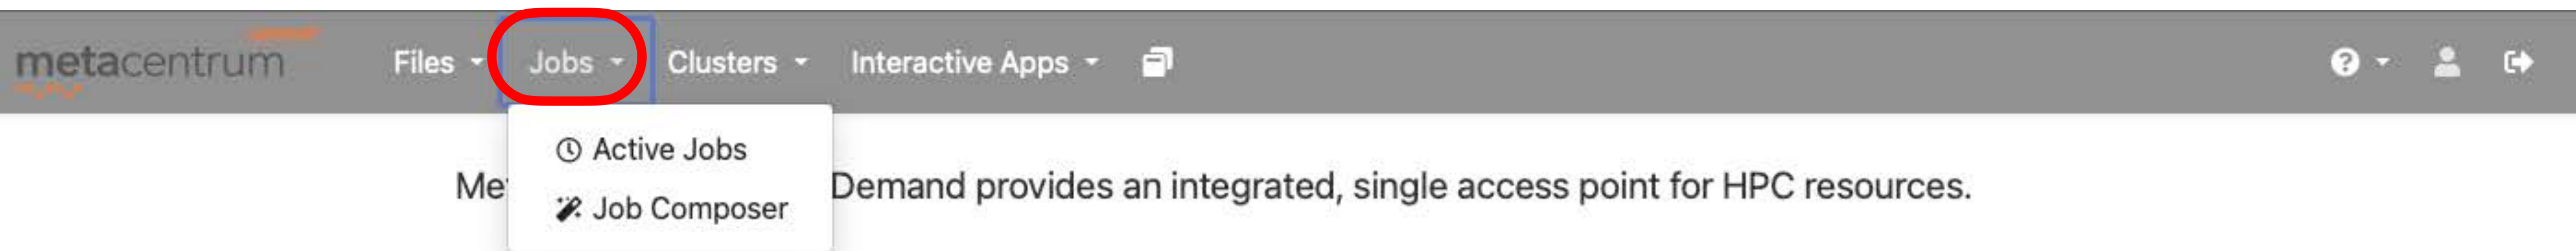 metacentrum Files Jobs Clusters Interactive Apps
Active Jobs
Me Demand provides an integrated, single access point for HPC resources.
Job Composer